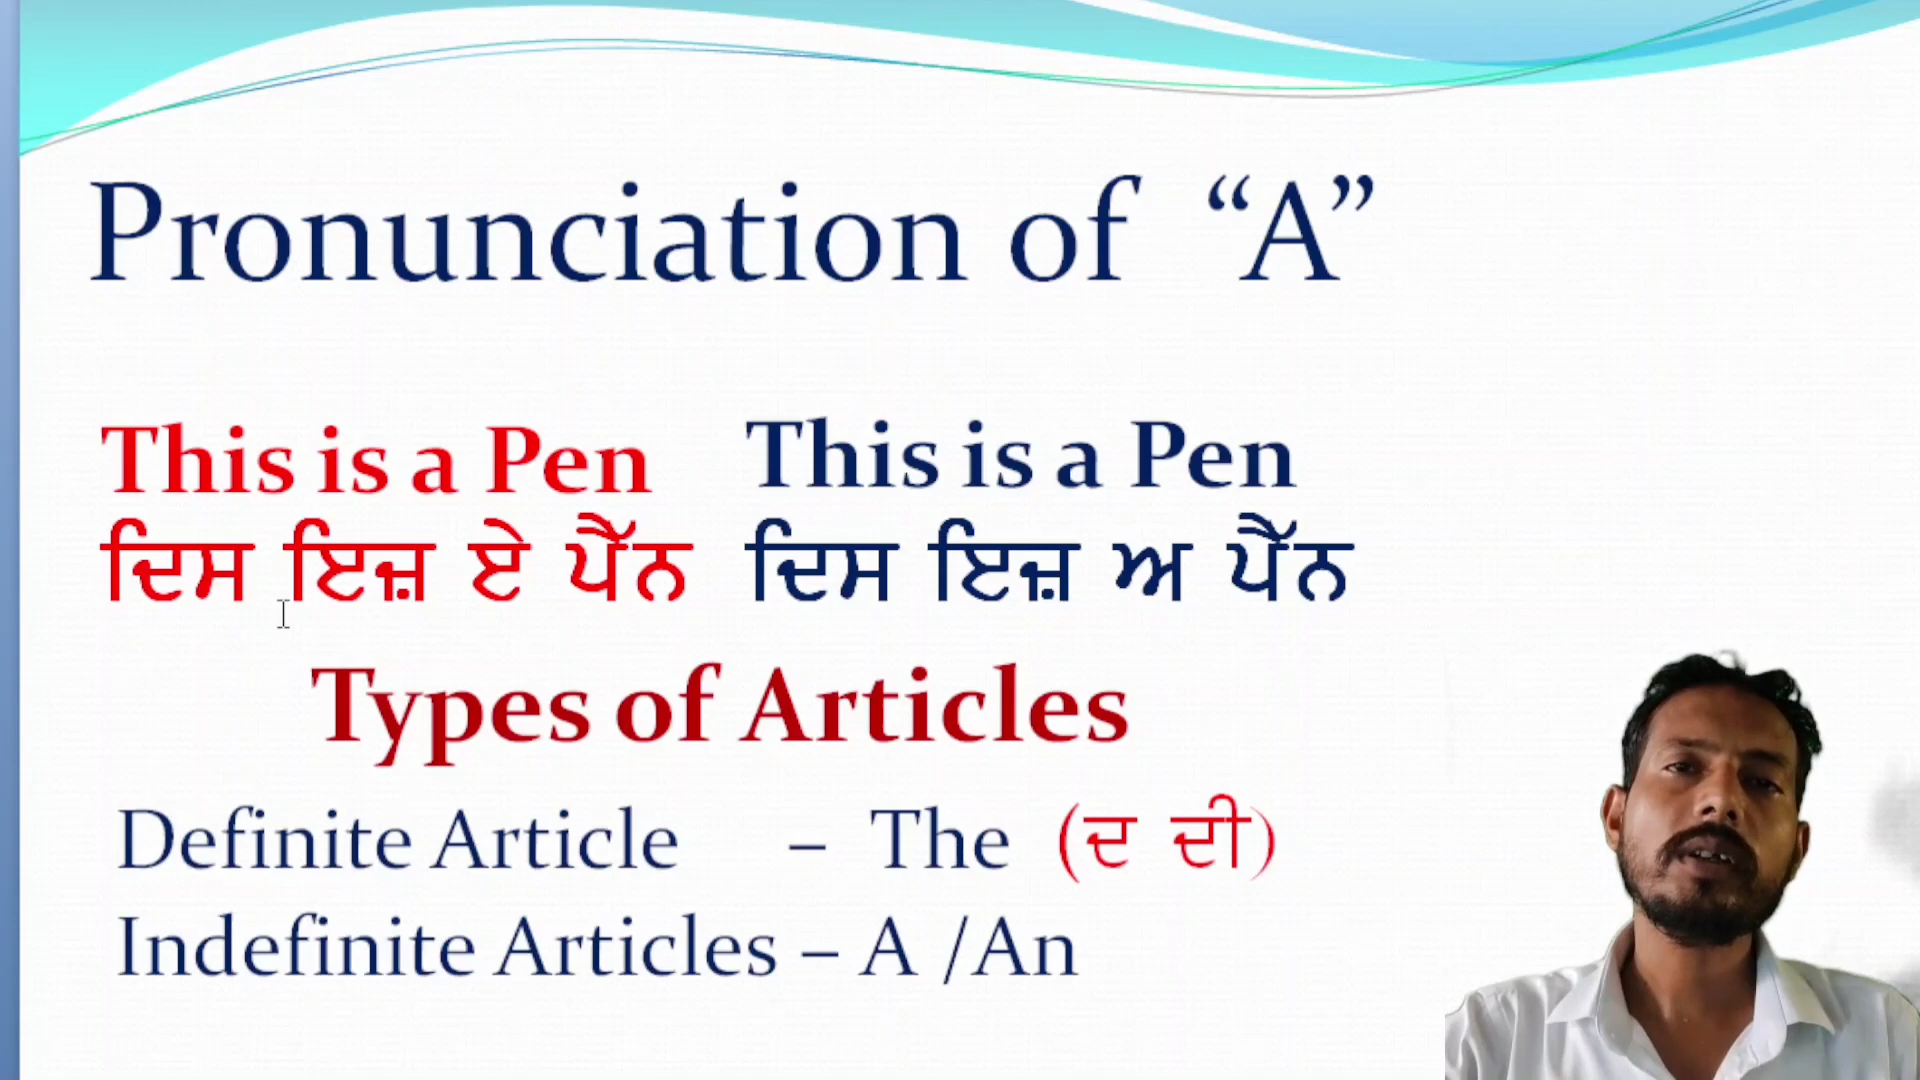 Pronunciation of “A”
This is a Pen This is a Pen
ਦਿਸ ਇਜ਼ ਏ ਪੈੱਨ ਦਿਸ ਇਜ਼ ਅ ਪੈੱਨ
Types of Articles
Definite Article – The (ਦ ਦੀ)
Indefinite Articles – A /An